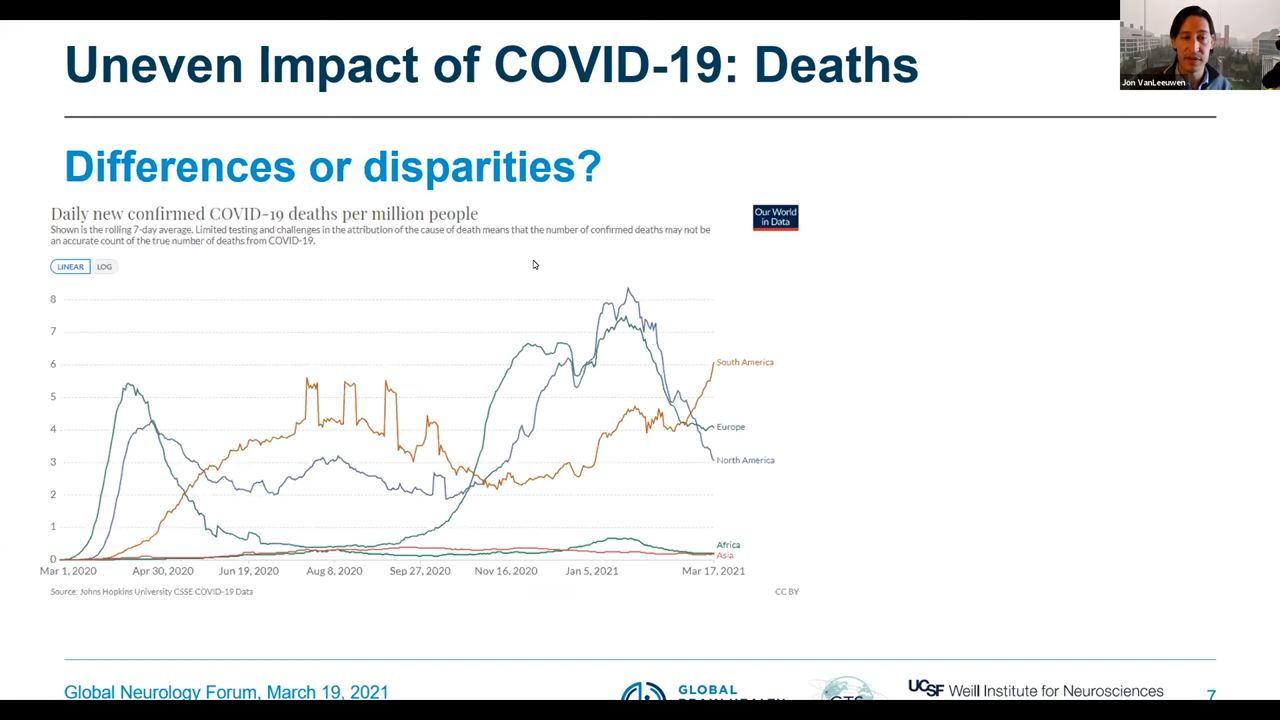 Uneven Impact of COVID-19: Deaths
Jon VanLeeuwen
Differences or disparities?
Daily new confirmed COVID-19 deaths per million people
Shown is the rolling 7-day average. Limited testing and challenges in the attribution of the cause of death means that the number of confirmed deaths may not be
an accurate count of the true number of deaths from COVID-19.
Our World
in Data
LINEAR LOG
8
7
6
5
4
3
2
1
0
South America
Europe
North America
Africa
Asia
Mar 1, 2020 Apr 30, 2020 Jun 19, 2020 Aug 8, 2020 Sep 27, 2020 Nov 16, 2020 Jan 5, 2021 Mar 17, 2021
Source: Johns Hopkins University CSSE COVID-19 Data CC BY
Global Neurology Forum, March 19, 2021
GLOBAL
UCSF Weill Institute for Neurosciences
7